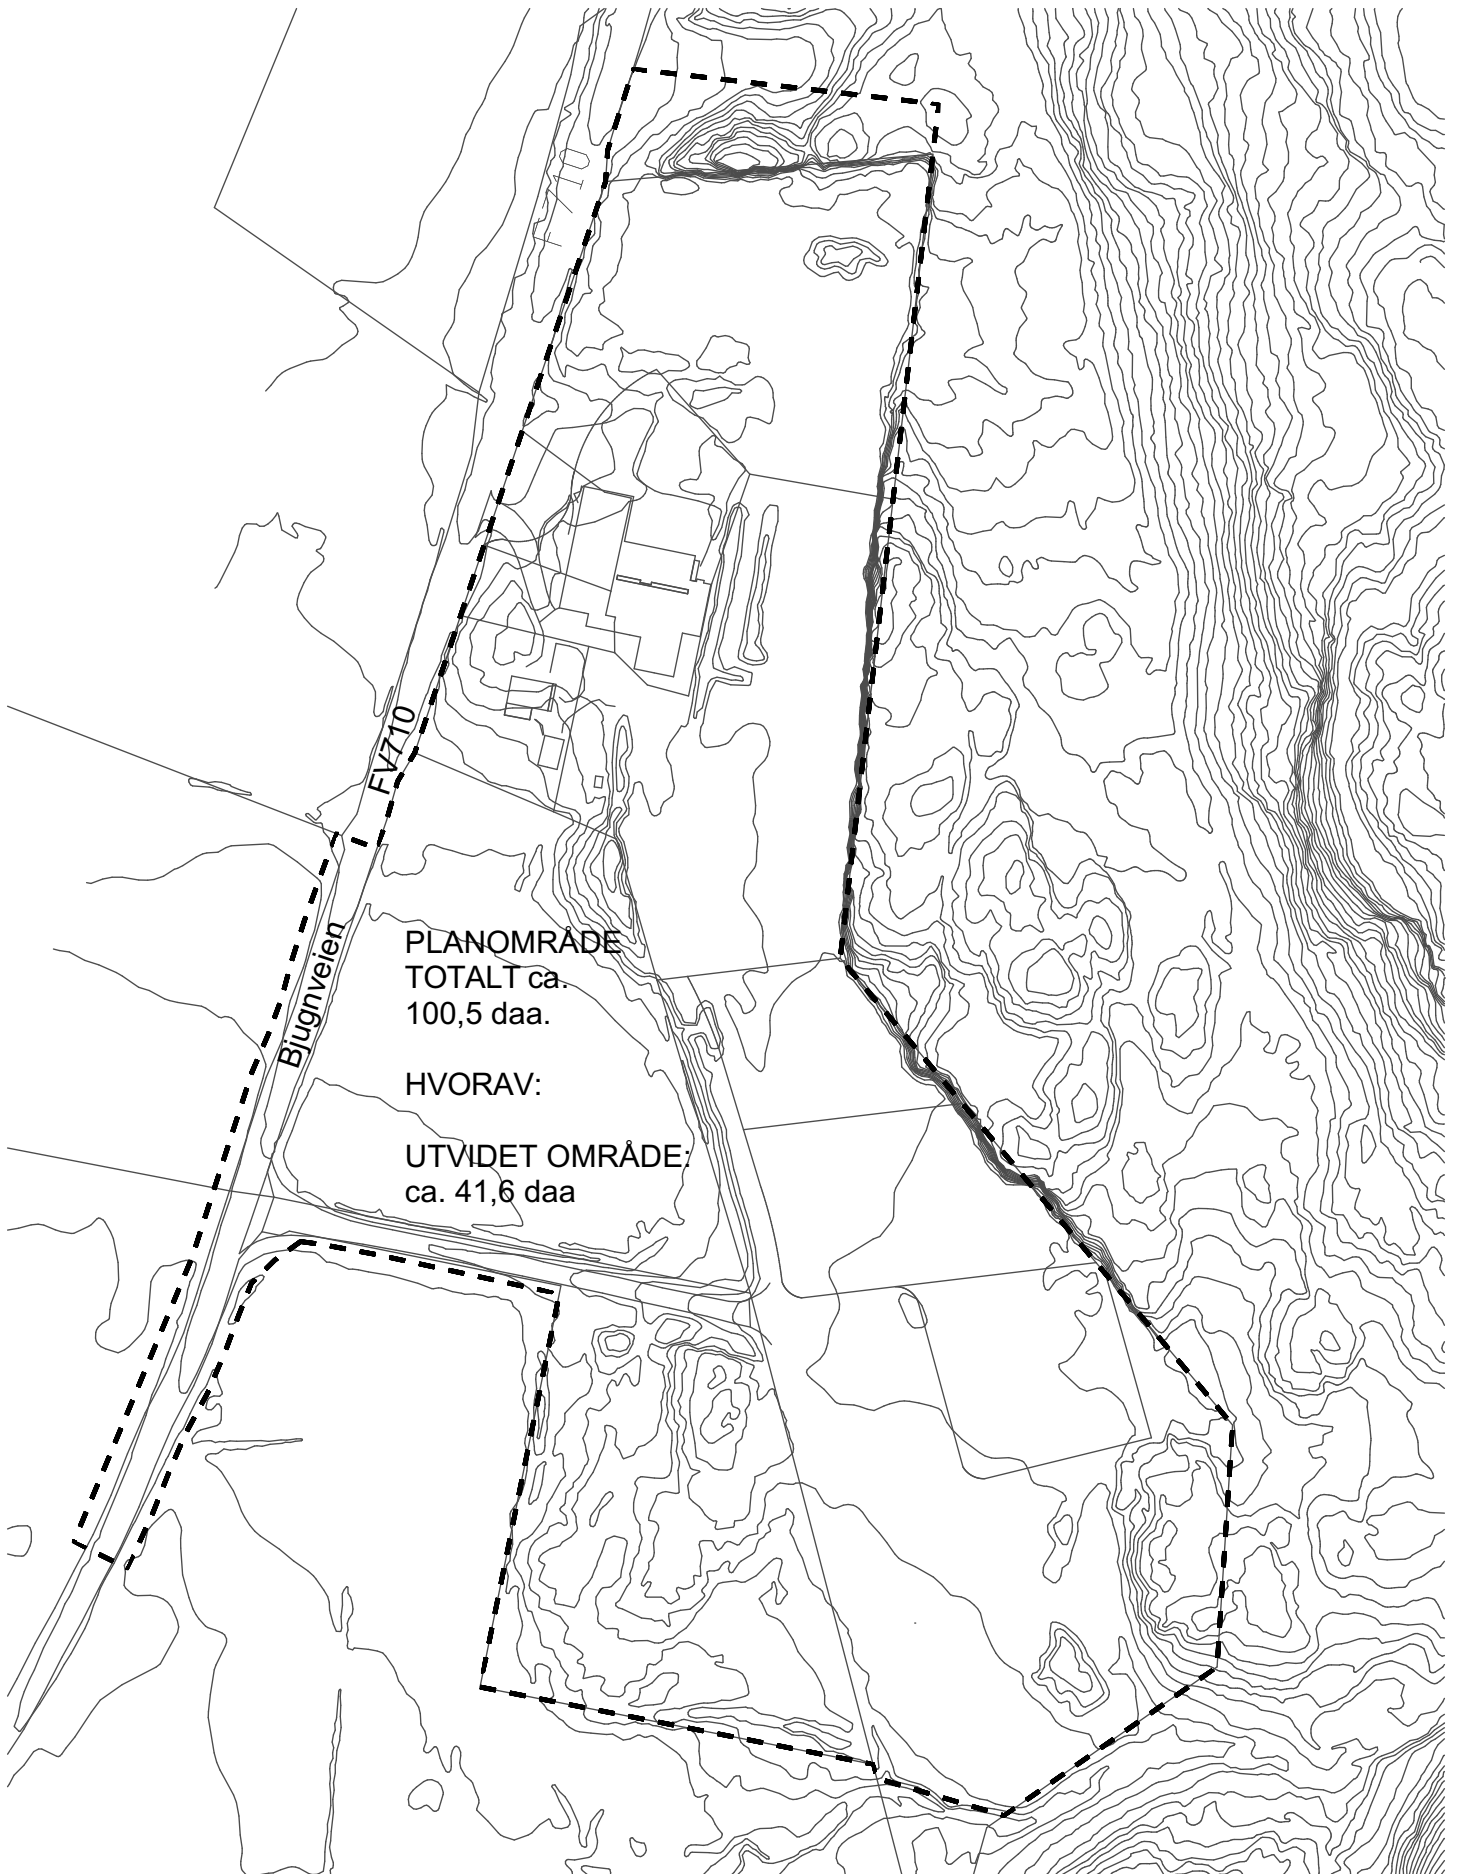 FV710
FV710
Bjugnveien
PLANOMRÅDE
TOTALT ca.
100,5 daa.
HVORAV:
UTVIDET OMRÅDE:
ca. 41,6 daa